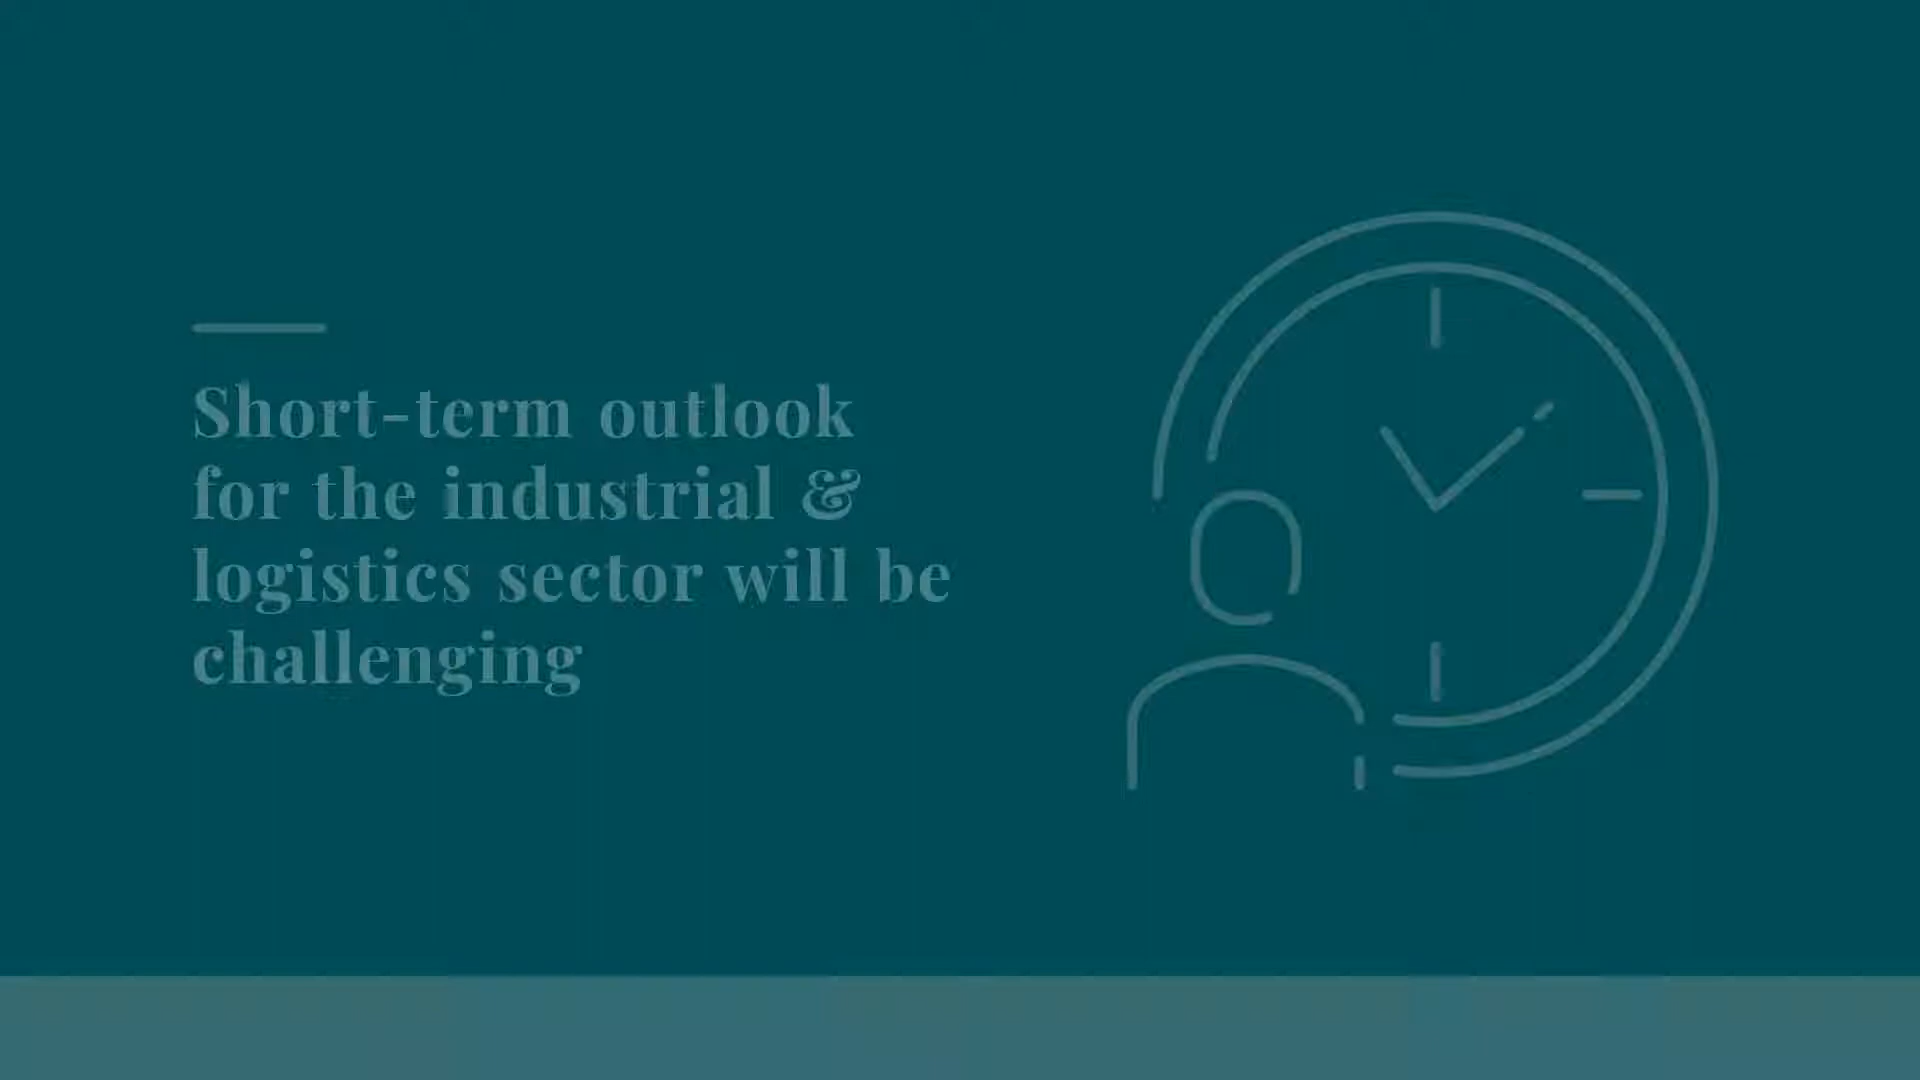 Short-term outlook
for the industrial &
logistics sector will be
challenging